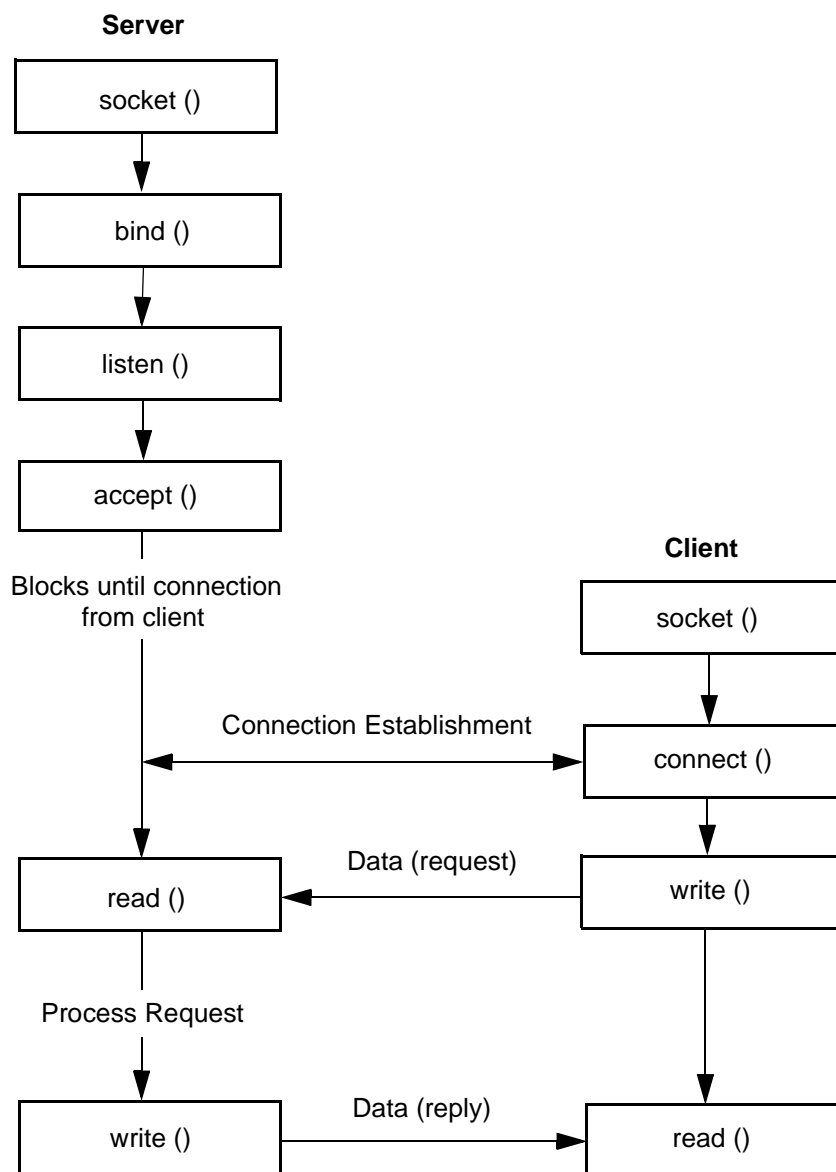 Server
socket ()
bind ()
listen ()
accept ()
Blocks until connection
from client
Client
socket ()
Connection Establishment
connect ()
Data (request)
read ()
write ()
Process Request
Data (reply)
write ()
read ()